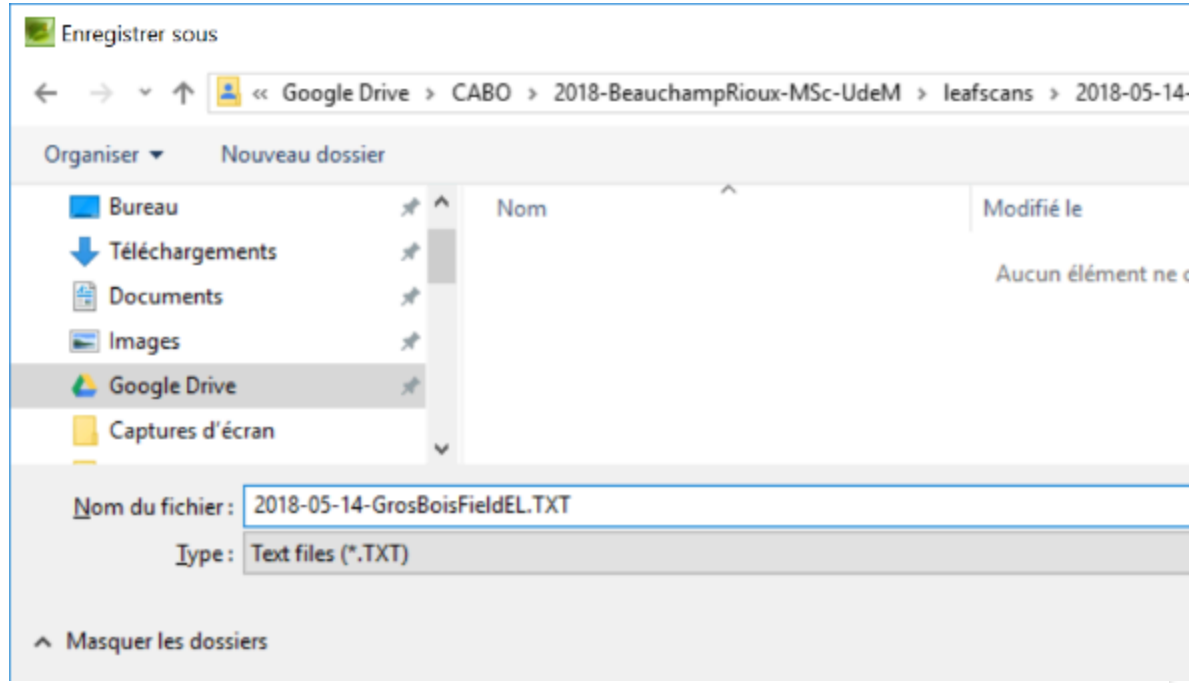 Enregistrer sous
« Google Drive > CABO > 2018-BeauchampRioux-MSc-UdeM > leafscans > 2018-05-14-
Organiser Nouveau dossier
Nom Modifié le
Bureau
Téléchargements
Aucun élément ne
Documents
Images
Google Drive
Captures d'écran
Nom du fichier : 2018-05-14-GrosBoisFieldEL.TXT
Type : Text files (*.TXT)
Masquer les dossiers